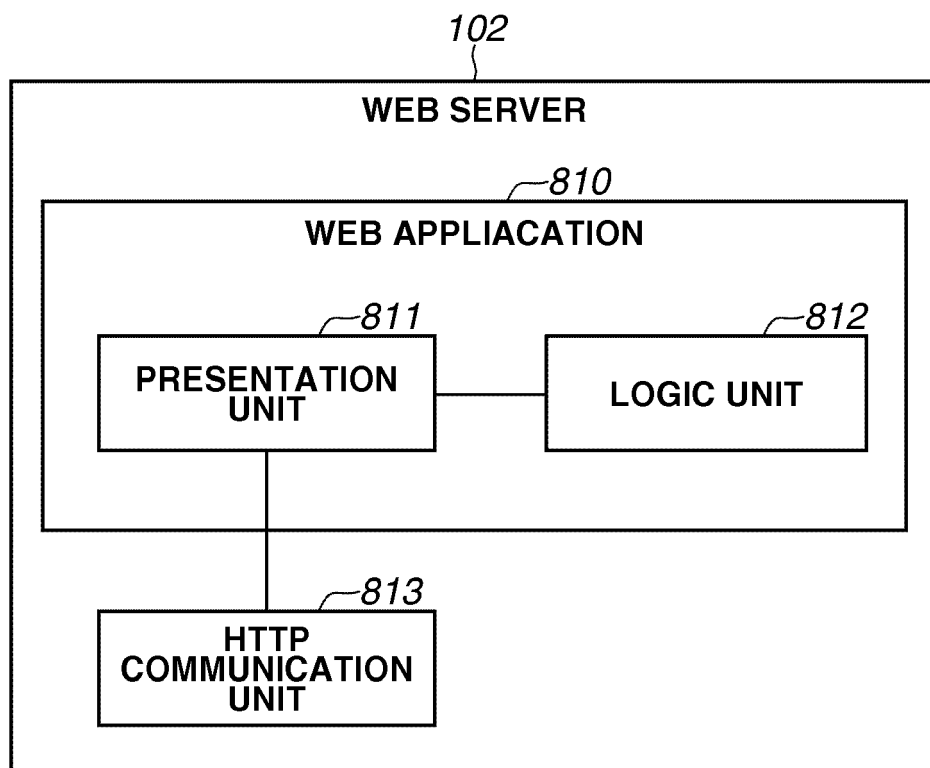 102
WEB SERVER
810
WEB APPLIACATION
811
PRESENTATION
UNIT
812
LOGIC UNIT
813
HTTP
COMMUNICATION
UNIT